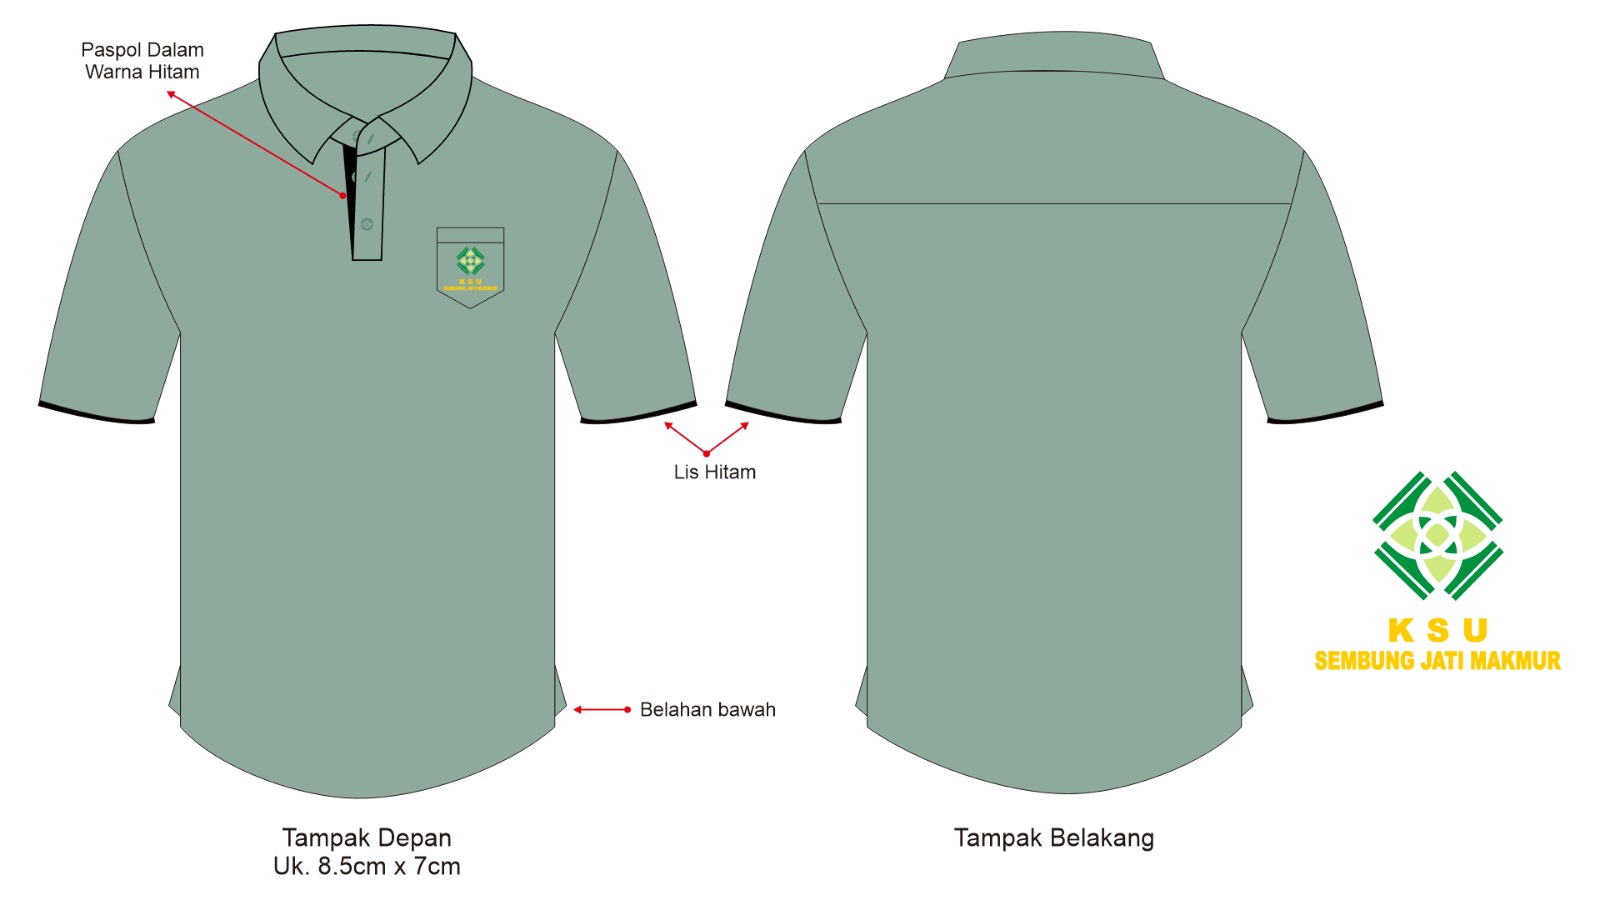 Paspol Dalam
Warna Hitam
K S U
SEMBUNG JATI MAKMUR
Lis Hitam
Belahan bawah
Tampak Depan
Uk. 8.5cm x 7cm
Tampak Belakang
K S U
SEMBUNG JATI MAKMUR